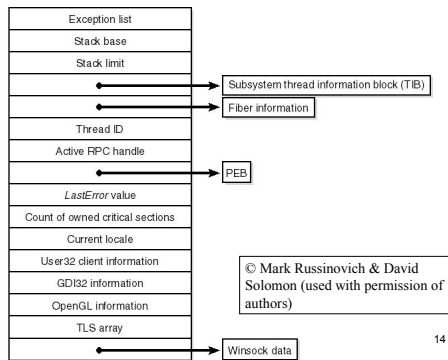 Exception list
Stack base
Stack limit
Subsystem thread information block (TIB)
Fiber information
Thread ID
Active RPC handle
PEB
LastError value
Count of owned critical sections
Current locale
User32 client information
GDI32 information
OpenGL information
TLS array
Winsock data
© Mark Russinovich & David
Solomon (used with permission of
authors)
14